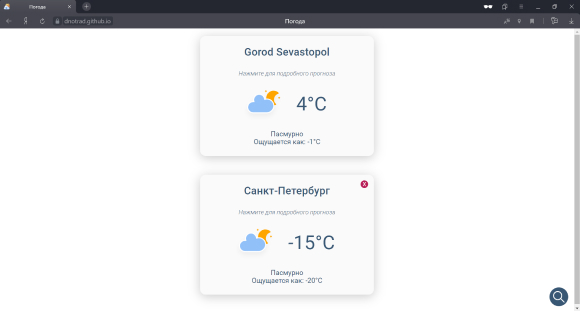 Погода
dnotrad.github.io
Погода
Gorod Sevastopol
Нажмите для подробного прогноза
4°C
Пасмурно
Ощущается как: -1°C
Санкт-Петербург
X
Нажмите для подробного прогноза
-15°C
Пасмурно
Ощущается как: -20°C